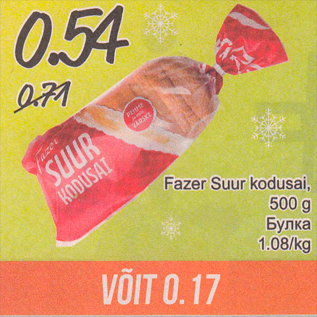 0.54
0.71
Fazer
SUUR
KODUSAI
Fazer Suur kodusai,
500 g
Булка
1.08/kg
VÕIT 0.17